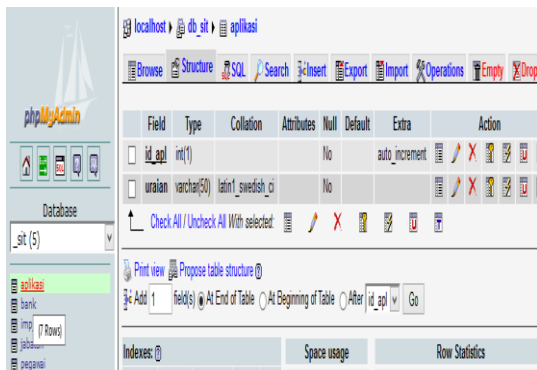 localhost ▸ db_sit ▸ aplikasi
Browse Structure SQL Search Insert Export Import Operations Empty Drop
phpMyAdmin
Field Type Collation Attributes Null Default Extra Action
id_apl int(1) No auto_increment
uraian varchar(50) latin1_swedish_ci No
Check All / Uncheck All With selected:
Database
_sit (5)
Print view Propose table structure
Add 1 field(s) At End of Table At Beginning of Table After id_apl Go
aplikasi
bank
imp
(7 Rows)
pegawai
Indexes: Space usage Row Statistics